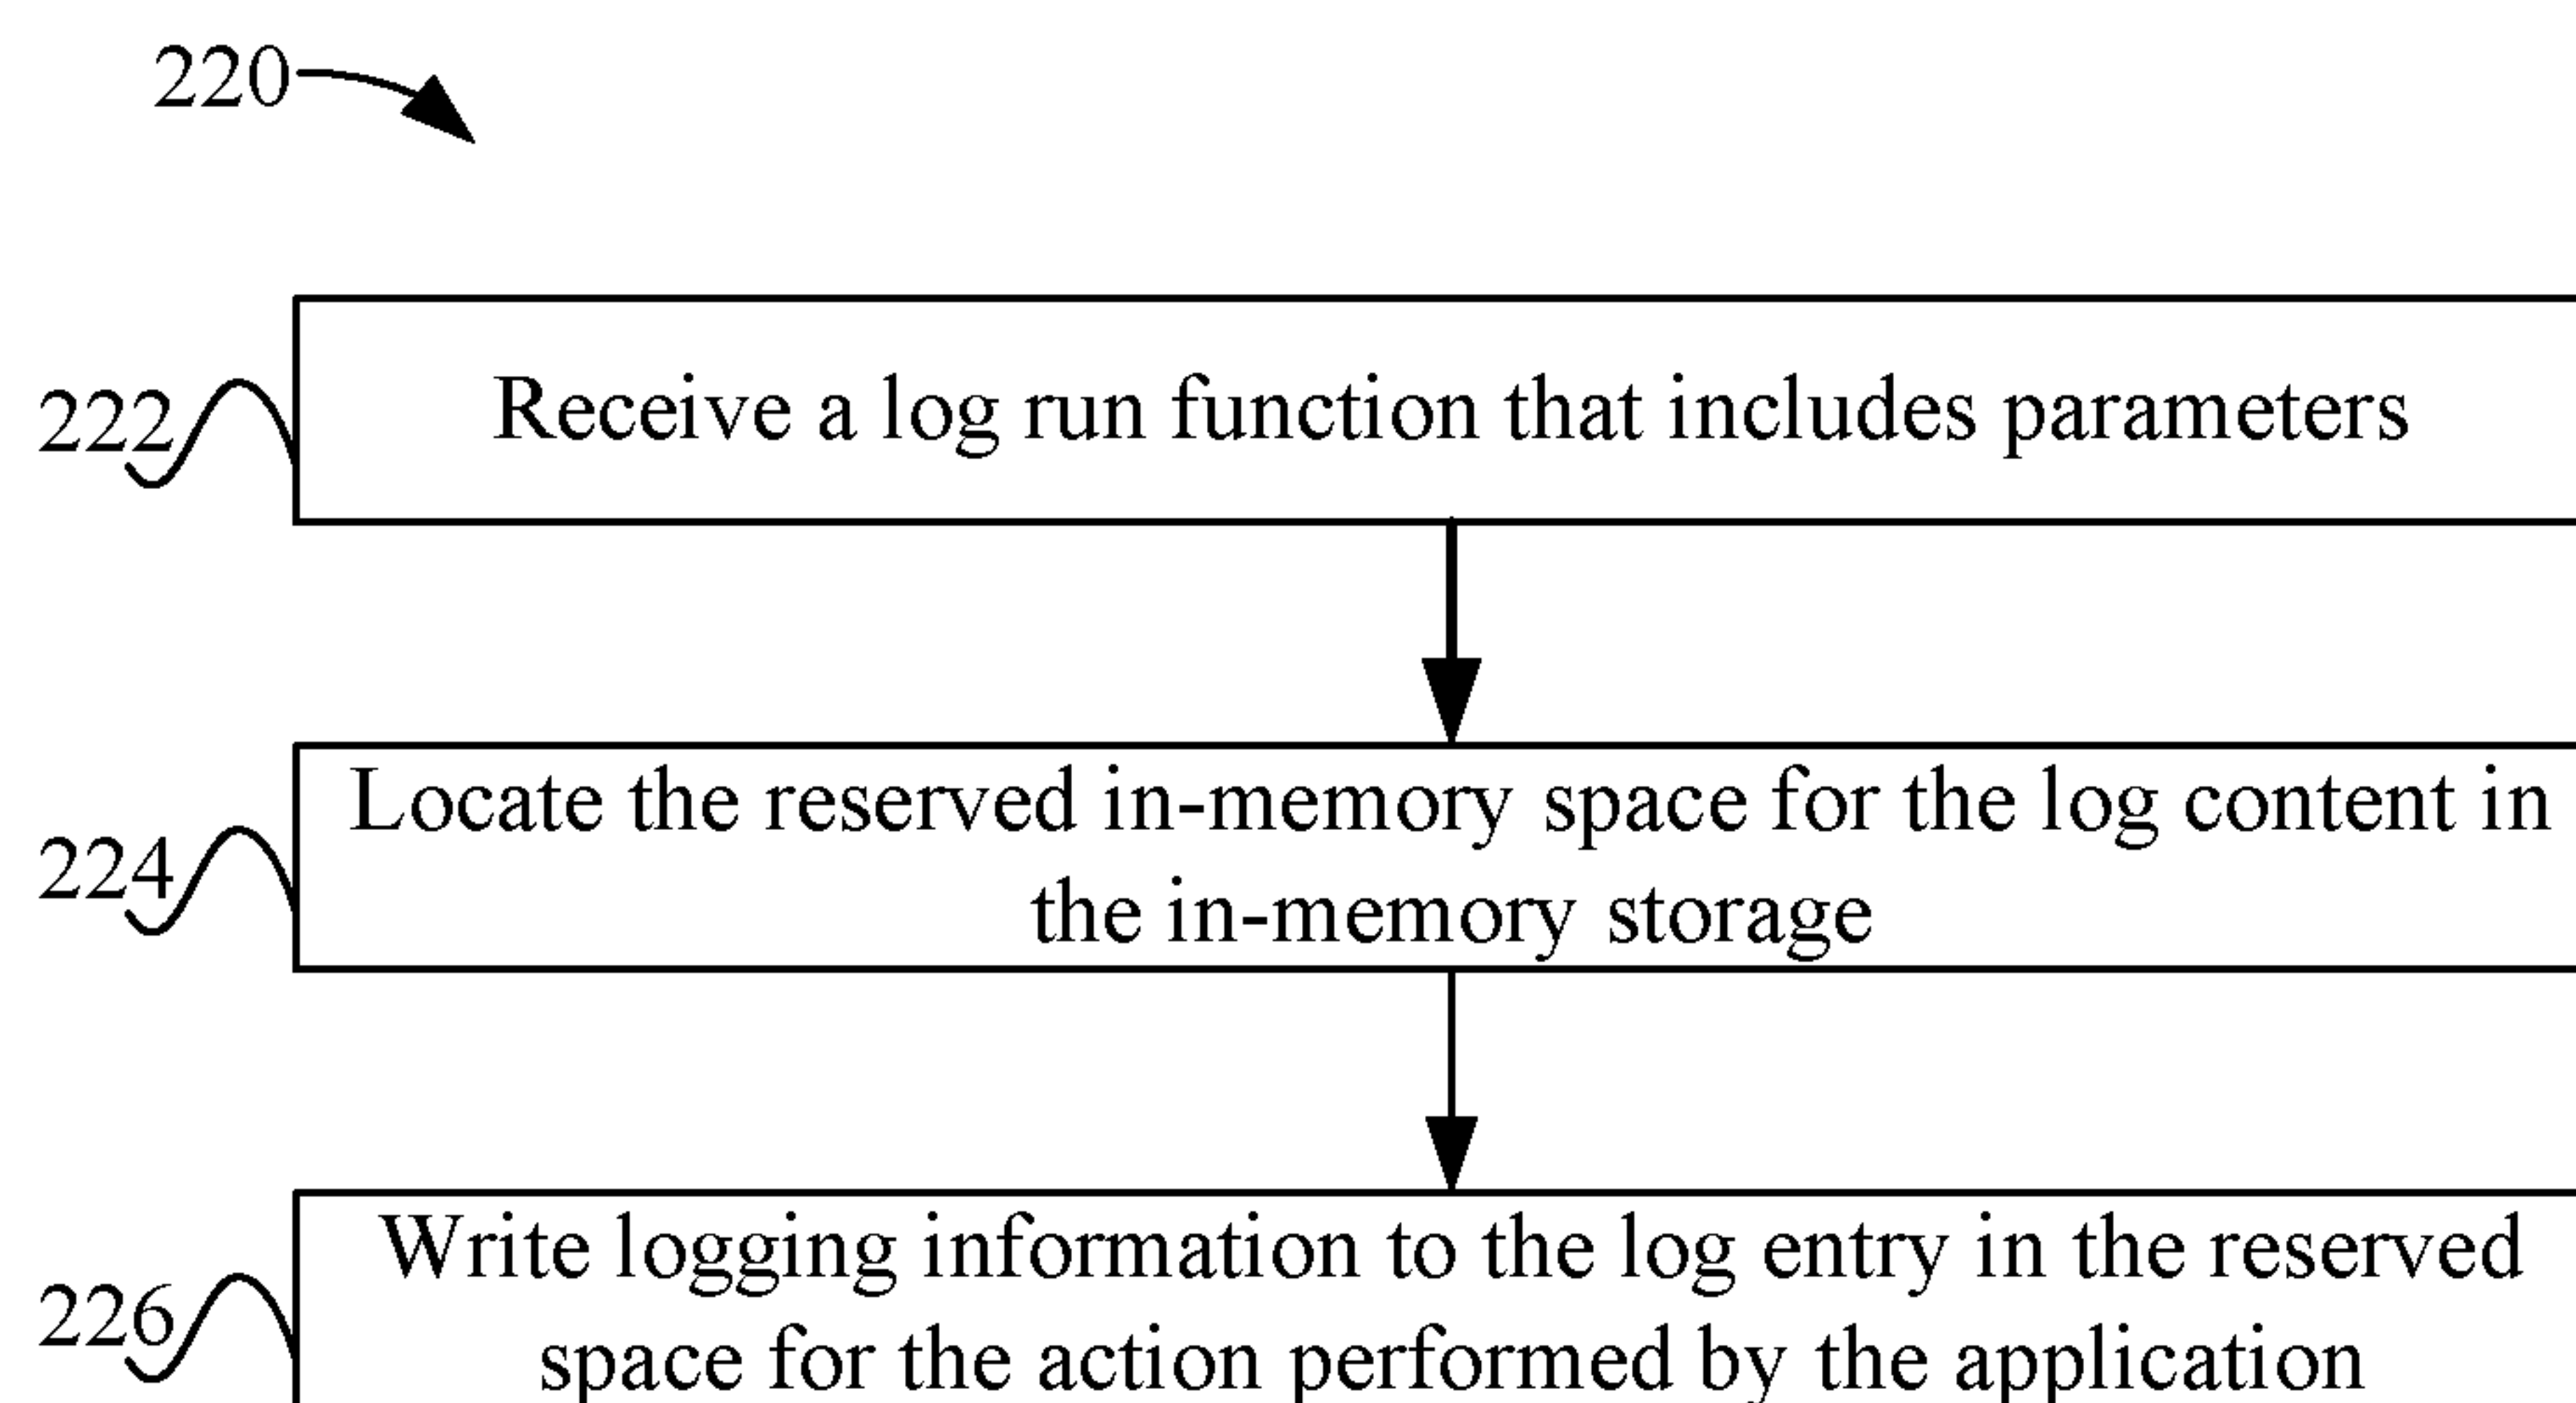 220
222
Receive a log run function that includes parameters
224
Locate the reserved in-memory space for the log content in
the in-memory storage
226
Write logging information to the log entry in the reserved
space for the action performed by the application